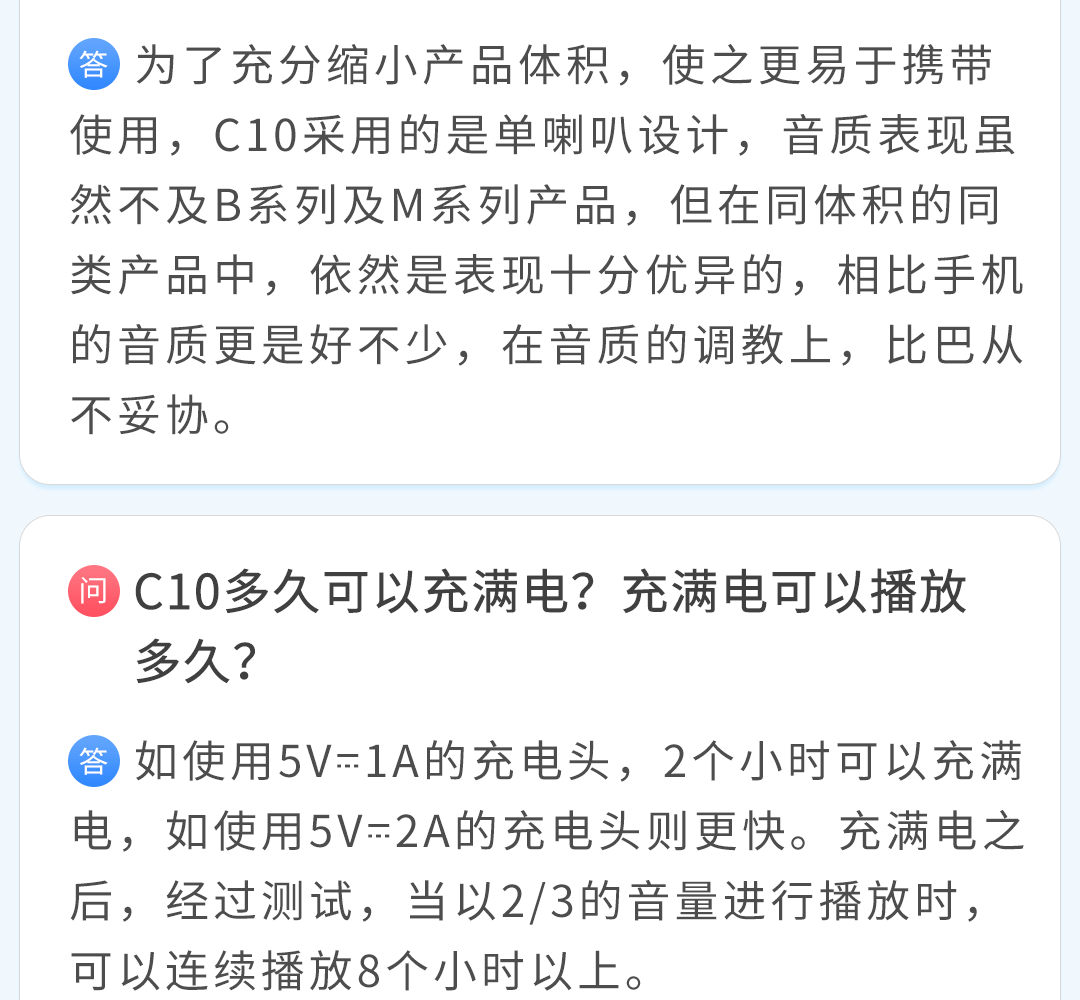 答 为了充分缩小产品体积，使之更易于携带
使用，C10采用的是单喇叭设计，音质表现虽
然不及B系列及M系列产品，但在同体积的同
类产品中，依然是表现十分优异的，相比手机
的音质更是好不少，在音质的调教上，比巴从
不妥协。
问 C10多久可以充满电？充满电可以播放
多久？
答 如使用5V⎓1A的充电头，2个小时可以充满
电，如使用5V⎓2A的充电头则更快。充满电之
后，经过测试，当以2/3的音量进行播放时，
可以连续播放8个小时以上。